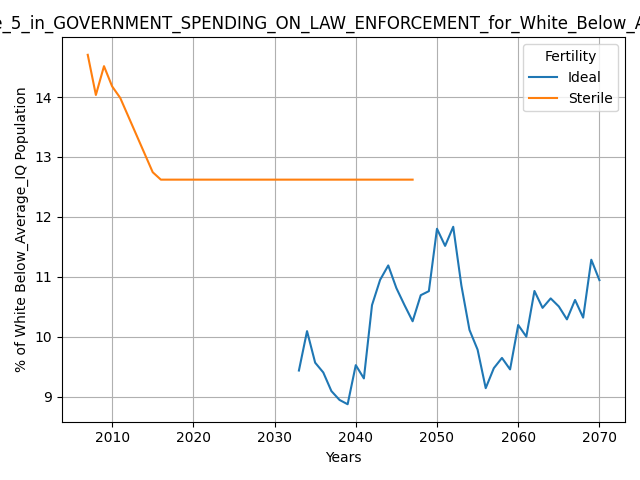 e_5_in_GOVERNMENT_SPENDING_ON_LAW_ENFORCEMENT_for_White_Below_A
Fertility
Ideal
Sterile
% of White Below_Average_IQ Population
14
13
12
11
10
9
2010 2020 2030 2040 2050 2060 2070
Years